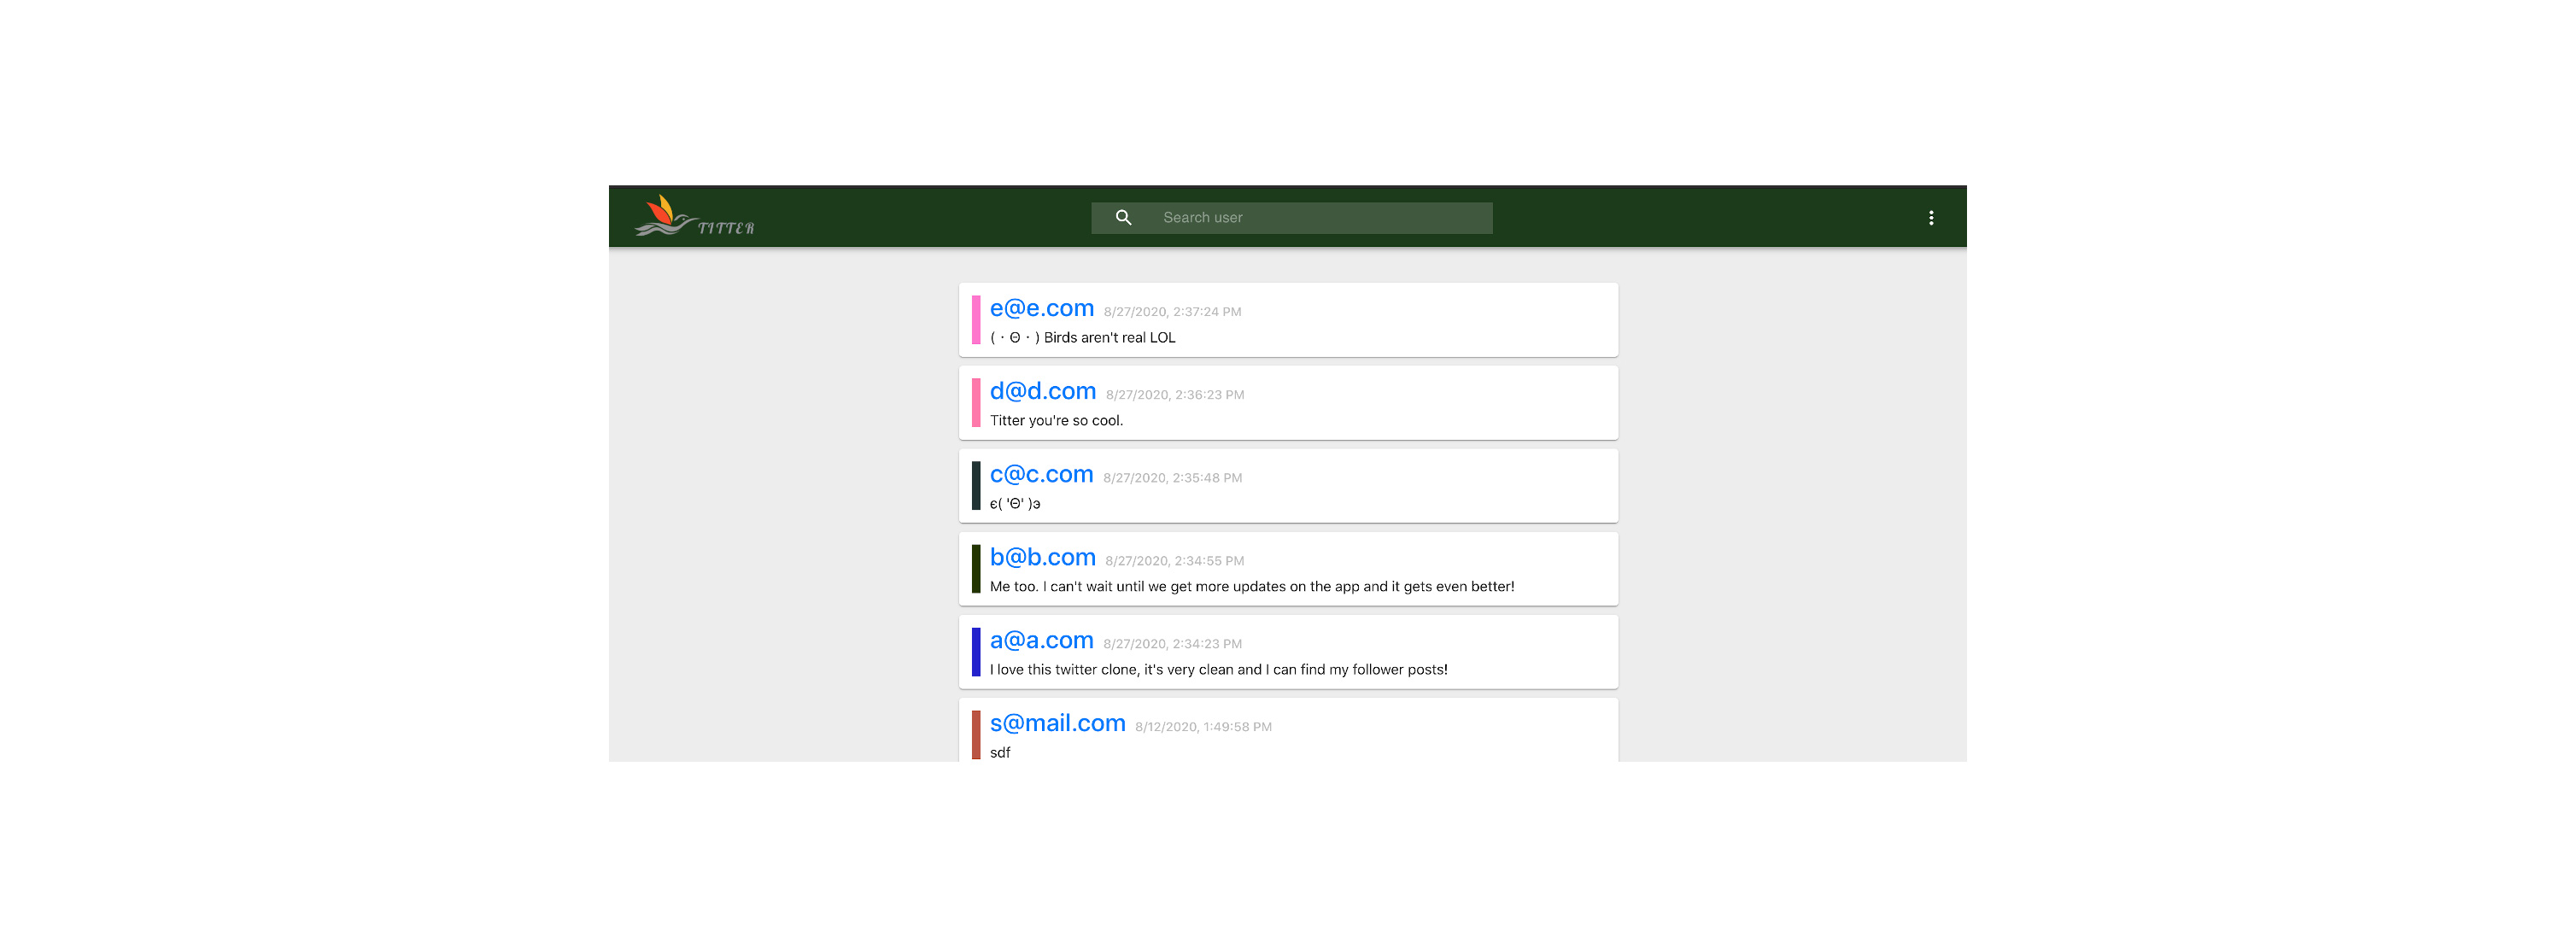 TITTER
Search user
e@e.com 8/27/2020, 2:37:24 PM
( · Θ · ) Birds aren't real LOL
d@d.com 8/27/2020, 2:36:23 PM
Titter you're so cool.
c@c.com 8/27/2020, 2:35:48 PM
є( 'Θ' )э
b@b.com 8/27/2020, 2:34:55 PM
Me too. I can't wait until we get more updates on the app and it gets even better!
a@a.com 8/27/2020, 2:34:23 PM
I love this twitter clone, it's very clean and I can find my follower posts!
s@mail.com 8/12/2020, 1:49:58 PM
sdf